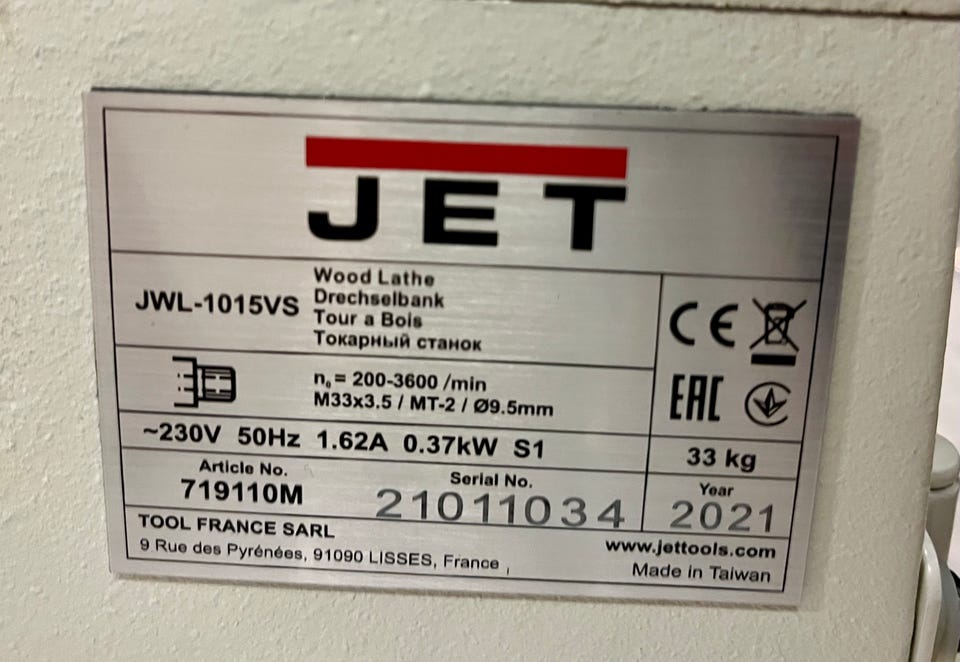 JET
JWL-1015VS
Wood Lathe
Drechselbank
Tour a Bois
Токарный станок
CE
EAC
n₀= 200-3600 /min
M33x3.5 / MT-2 / Ø9.5mm
~230V 50Hz 1.62A 0.37kW S1
33 kg
Article No.
719110M
Serial No.
21011034
Year
2021
TOOL FRANCE SARL
9 Rue des Pyrénées, 91090 LISSES, France
www.jettools.com
Made in Taiwan